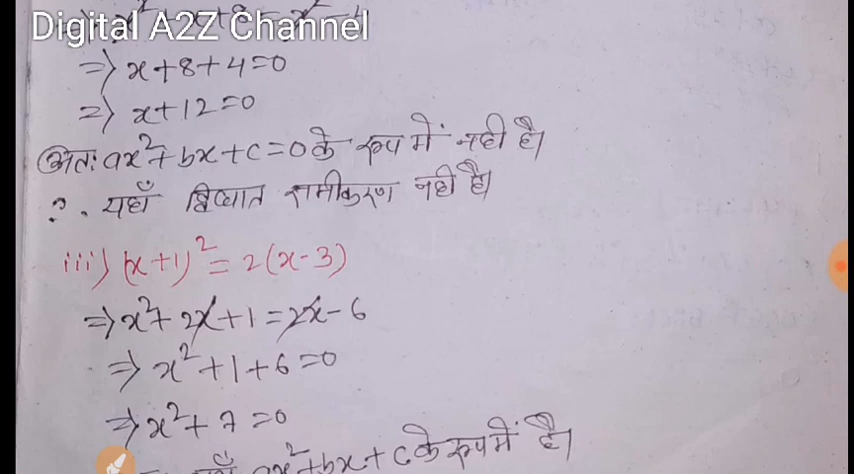 Digital A2Z Channel
=> x+8+4=0
=> x+12=0
अतः ax²+bx+c=0 के रूप में नही है।
∴ यहाँ द्विघात समीकरण नही है।
iii) (x+1)² = 2(x-3)
=> x²+2x+1=2x-6
=> x²+1+6=0
=> x²+7=0
ax²+bx+c के रूप में है।